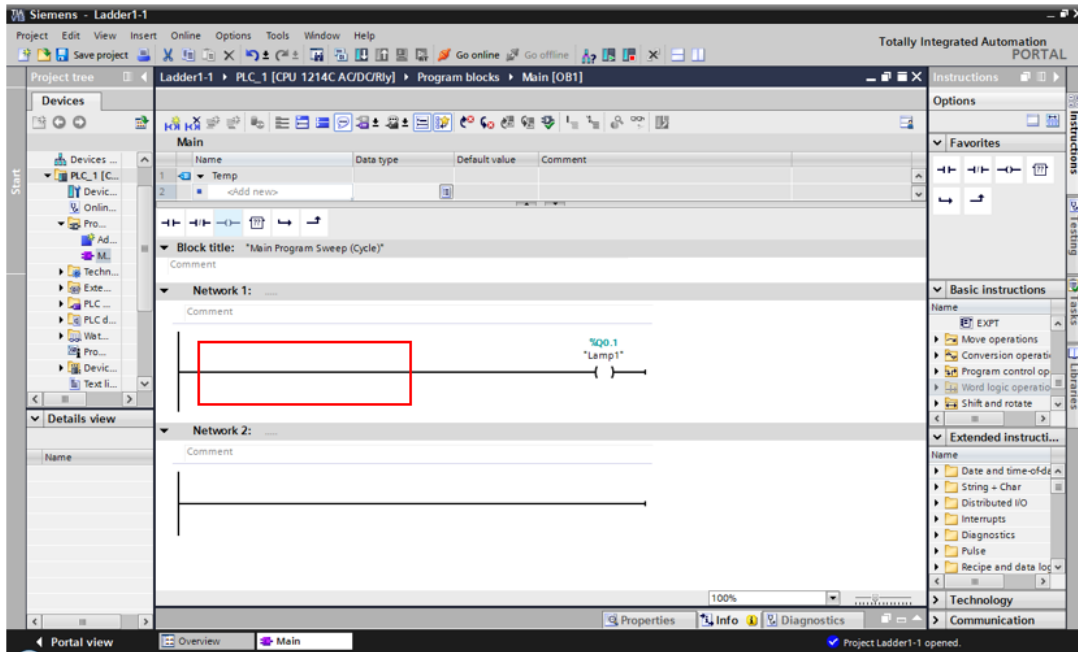 Siemens - Ladder1-1
Project Edit View Insert Online Options Tools Window Help
Totally Integrated Automation
PORTAL
Save project
Go online
Go offline
Project tree
Ladder1-1 ▸ PLC_1 [CPU 1214C AC/DC/Rly] ▸ Program blocks ▸ Main [OB1]
Instructions
Devices
Options
Main
Name Data type Default value Comment
1 Temp
2 <Add new>
Favorites
Start
Devices ...
PLC_1 [C...
Devic...
Onlin...
Pro...
Ad...
M...
Techn...
Exte...
PLC ...
PLC d...
Wat...
Pro...
Devic...
Text li...
Details view
Name
Block title: "Main Program Sweep (Cycle)"
Comment
Network 1: .....
Comment
%Q0.1
"Lamp1"
Network 2: .....
Comment
Basic instructions
Name
EXPT
Move operations
Conversion operati
Program control op
Word logic operatio
Shift and rotate
Extended instructi...
Name
Date and time-of-da
String + Char
Distributed I/O
Interrupts
Diagnostics
Pulse
Recipe and data log
Technology
Communication
Instructions
Testing
Tasks
Libraries
100%
Properties
Info
Diagnostics
Portal view
Overview
Main
Project Ladder1-1 opened.